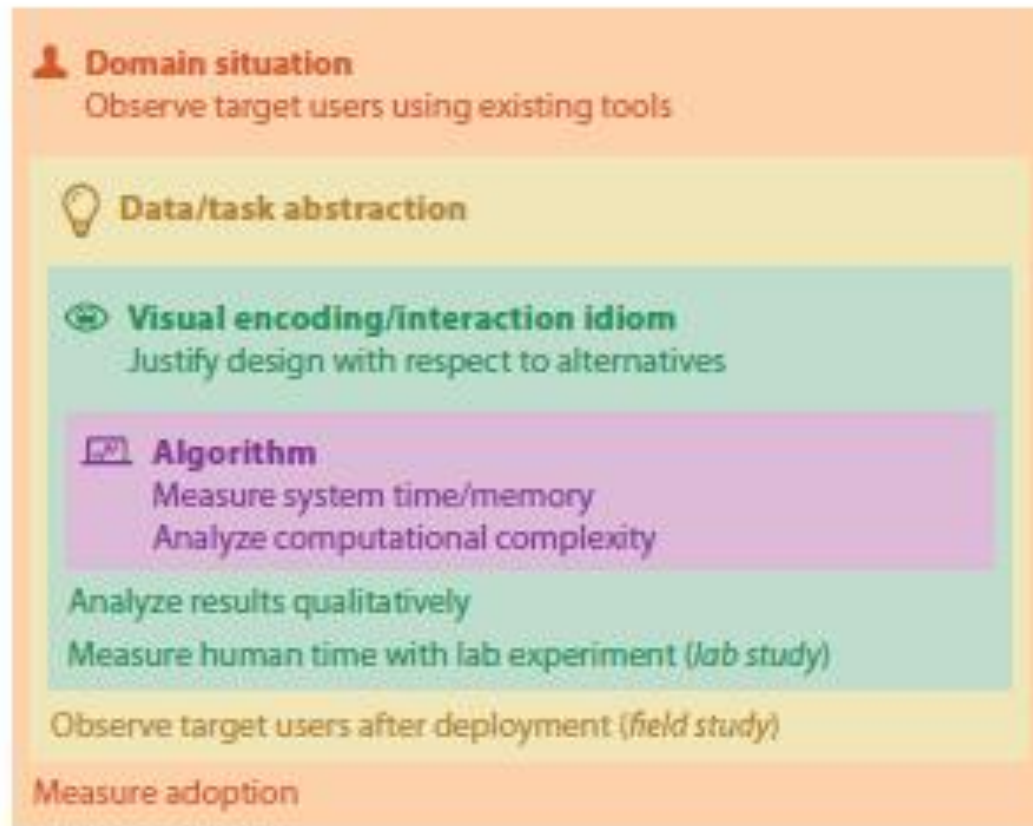 Domain situation
Observe target users using existing tools
Data/task abstraction
Visual encoding/interaction idiom
Justify design with respect to alternatives
Algorithm
Measure system time/memory
Analyze computational complexity
Analyze results qualitatively
Measure human time with lab experiment (lab study)
Observe target users after deployment (field study)
Measure adoption